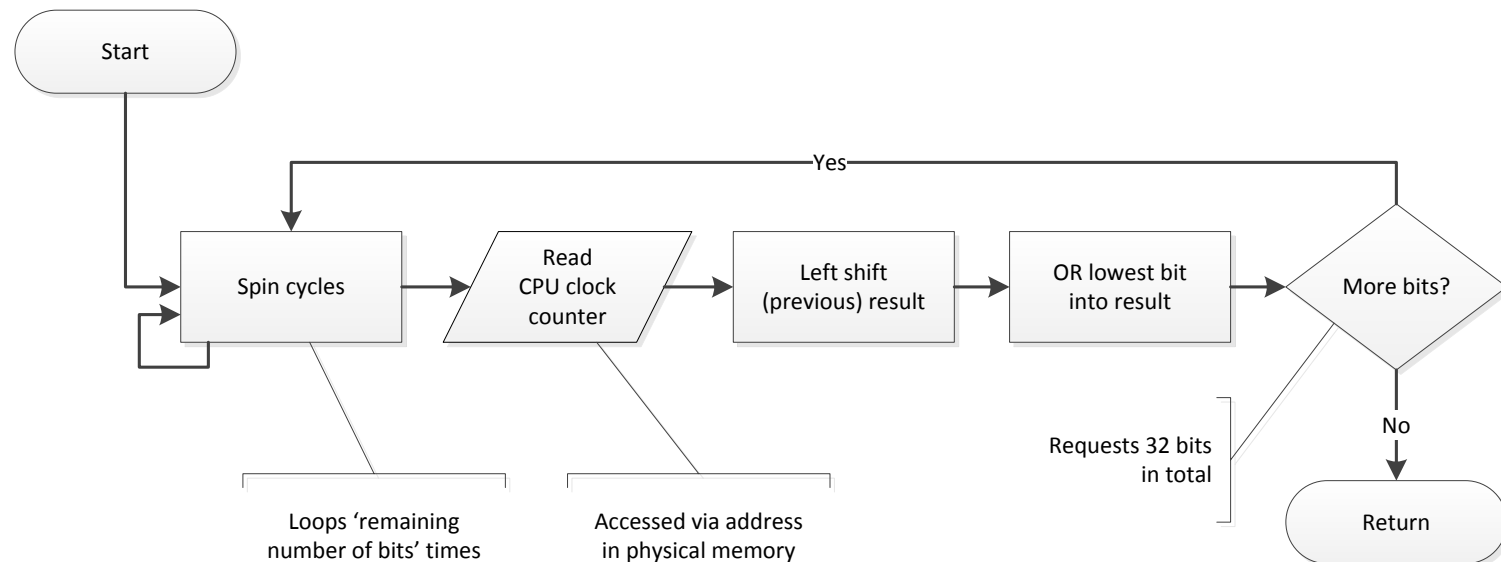 Start
Yes
Spin cycles
Read
CPU clock
counter
Left shift
(previous) result
OR lowest bit
into result
More bits?
No
Requests 32 bits
in total
Loops ‘remaining
number of bits’ times
Accessed via address
in physical memory
Return